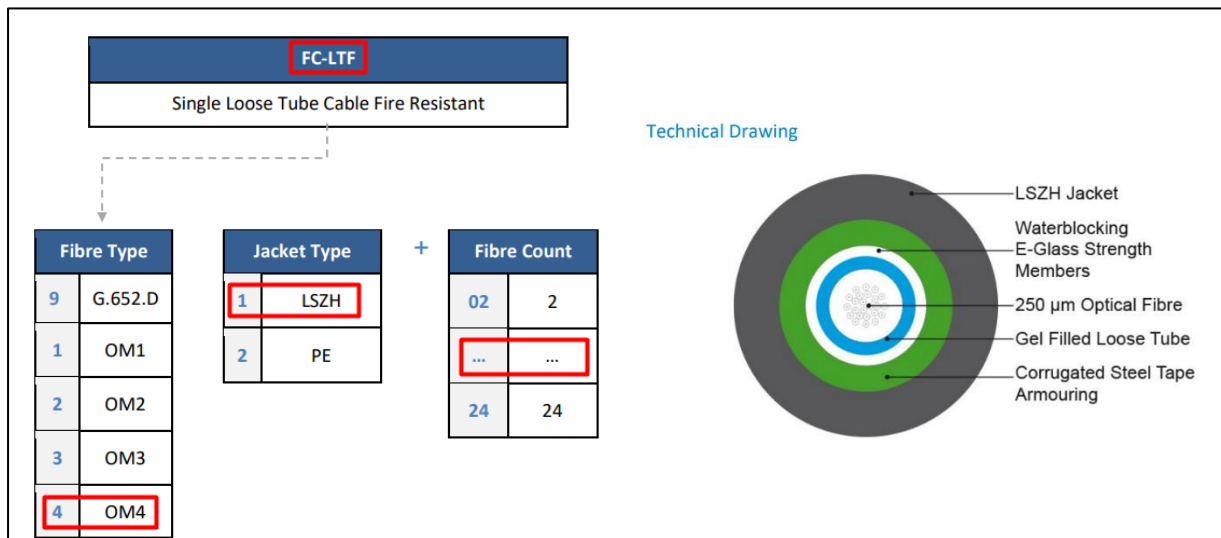 FC-LTF
Single Loose Tube Cable Fire Resistant
Fibre Type
9 G.652.D
1 OM1
2 OM2
3 OM3
4 OM4
Jacket Type
1 LSZH
2 PE
+
Fibre Count
02 2
... ...
24 24
Technical Drawing
LSZH Jacket
Waterblocking
E-Glass Strength
Members
250 µm Optical Fibre
Gel Filled Loose Tube
Corrugated Steel Tape
Armouring